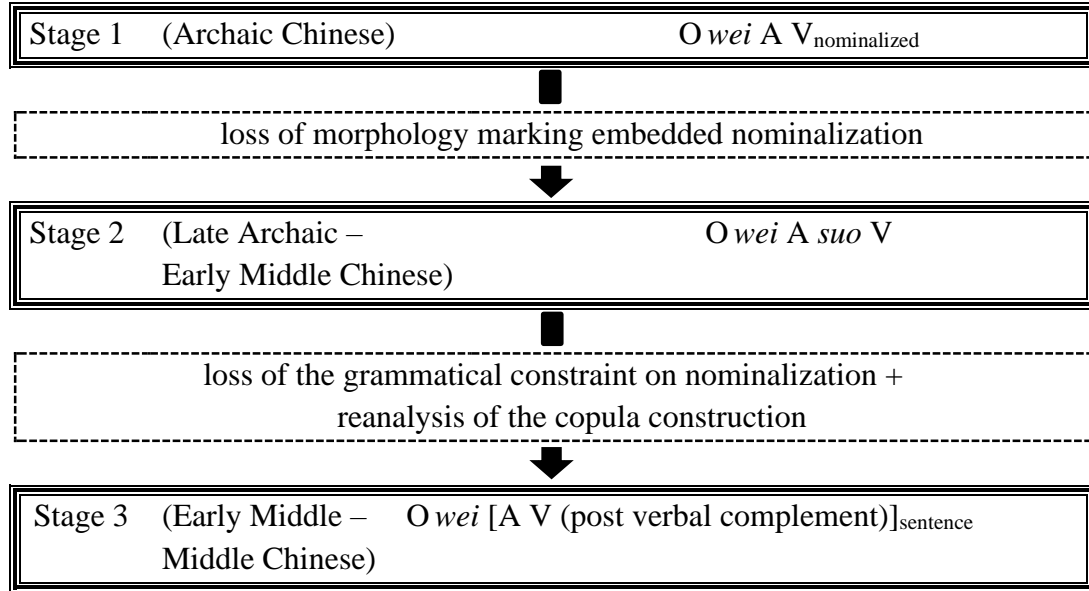 Stage 1 (Archaic Chinese) O wei A V nominalized
loss of morphology marking embedded nominalization
Stage 2 (Late Archaic – O wei A suo V
Early Middle Chinese)
loss of the grammatical constraint on nominalization +
reanalysis of the copula construction
Stage 3 (Early Middle – O wei [A V (post verbal complement)]sentence
Middle Chinese)